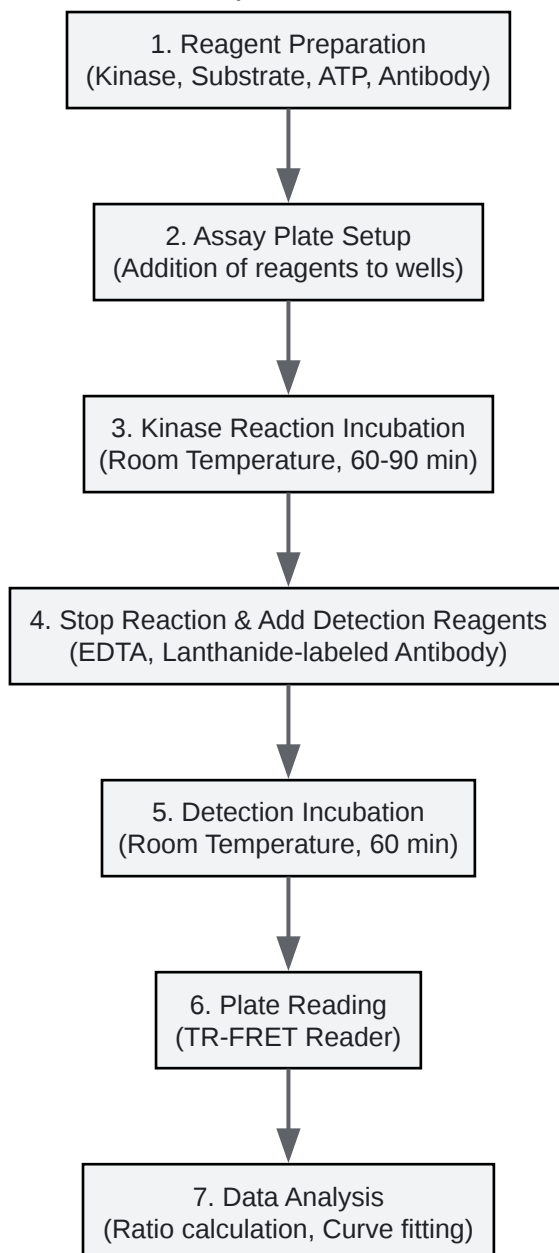 1. Reagent Preparation
(Kinase, Substrate, ATP, Antibody)
2. Assay Plate Setup
(Addition of reagents to wells)
3. Kinase Reaction Incubation
(Room Temperature, 60-90 min)
4. Stop Reaction & Add Detection Reagents
(EDTA, Lanthanide-labeled Antibody)
5. Detection Incubation
(Room Temperature, 60 min)
6. Plate Reading
(TR-FRET Reader)
7. Data Analysis
(Ratio calculation, Curve fitting)